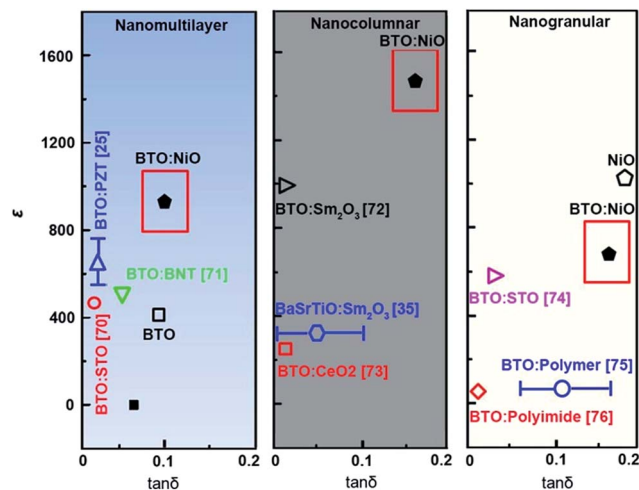 Nanomultilayer
Nanocolumnar
Nanogranular
ε
1600
1200
800
400
0
BTO:PZT [25]
BTO:NiO
BTO:BNT [71]
BTO
BTO:STO [70]
0
0.1
0.2
tanδ
BTO:NiO
BTO:Sm₂O₃ [72]
BaSrTiO:Sm₂O₃ [35]
BTO:CeO2 [73]
0
0.1
0.2
tanδ
NiO
BTO:NiO
BTO:STO [74]
BTO:Polymer [75]
BTO:Polyimide [76]
0
0.1
0.2
tanδ